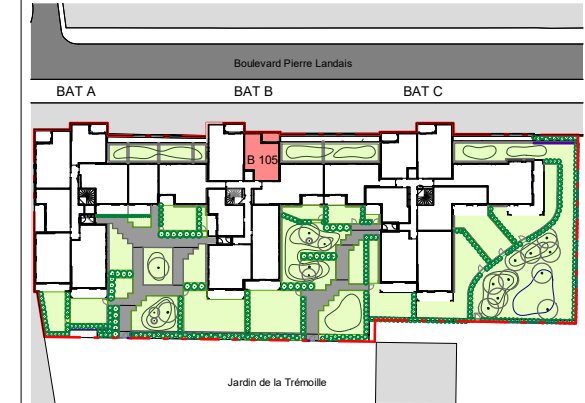 Boulevard Pierre Landais
BAT A
BAT B
BAT C
B 105
Jardin de la Trémoille